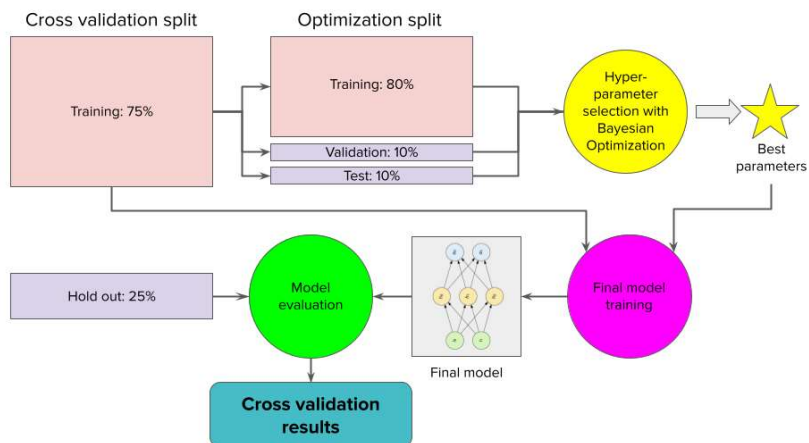 Cross validation split
Optimization split
Training: 75%
Training: 80%
Validation: 10%
Test: 10%
Hyper-
parameter
selection with
Bayesian
Optimization
Best
parameters
Hold out: 25%
Model
evaluation
Final model
Final model
training
Cross validation
results